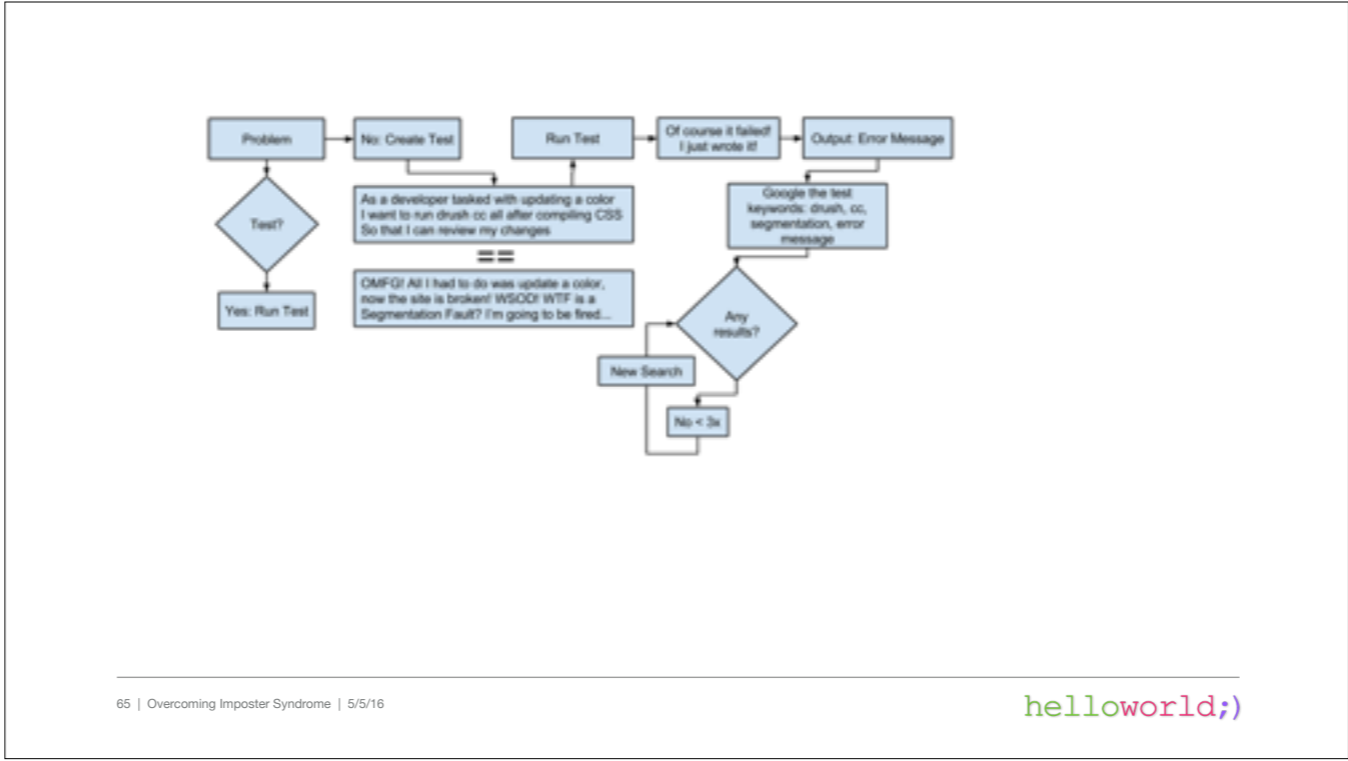 Problem
No: Create Test
Run Test
Of course it failed!
I just wrote it!
Output: Error Message
Test?
As a developer tasked with updating a color
I want to run drush cc all after compiling CSS
So that I can review my changes
==
OMFG! All I had to do was update a color,
now the site is broken! WSOD! WTF is a
Segmentation Fault? I'm going to be fired...
Yes: Run Test
Google the test
keywords: drush, cc,
segmentation, error
message
Any
results?
New Search
No < 3x
65 | Overcoming Imposter Syndrome | 5/5/16
helloworld;)